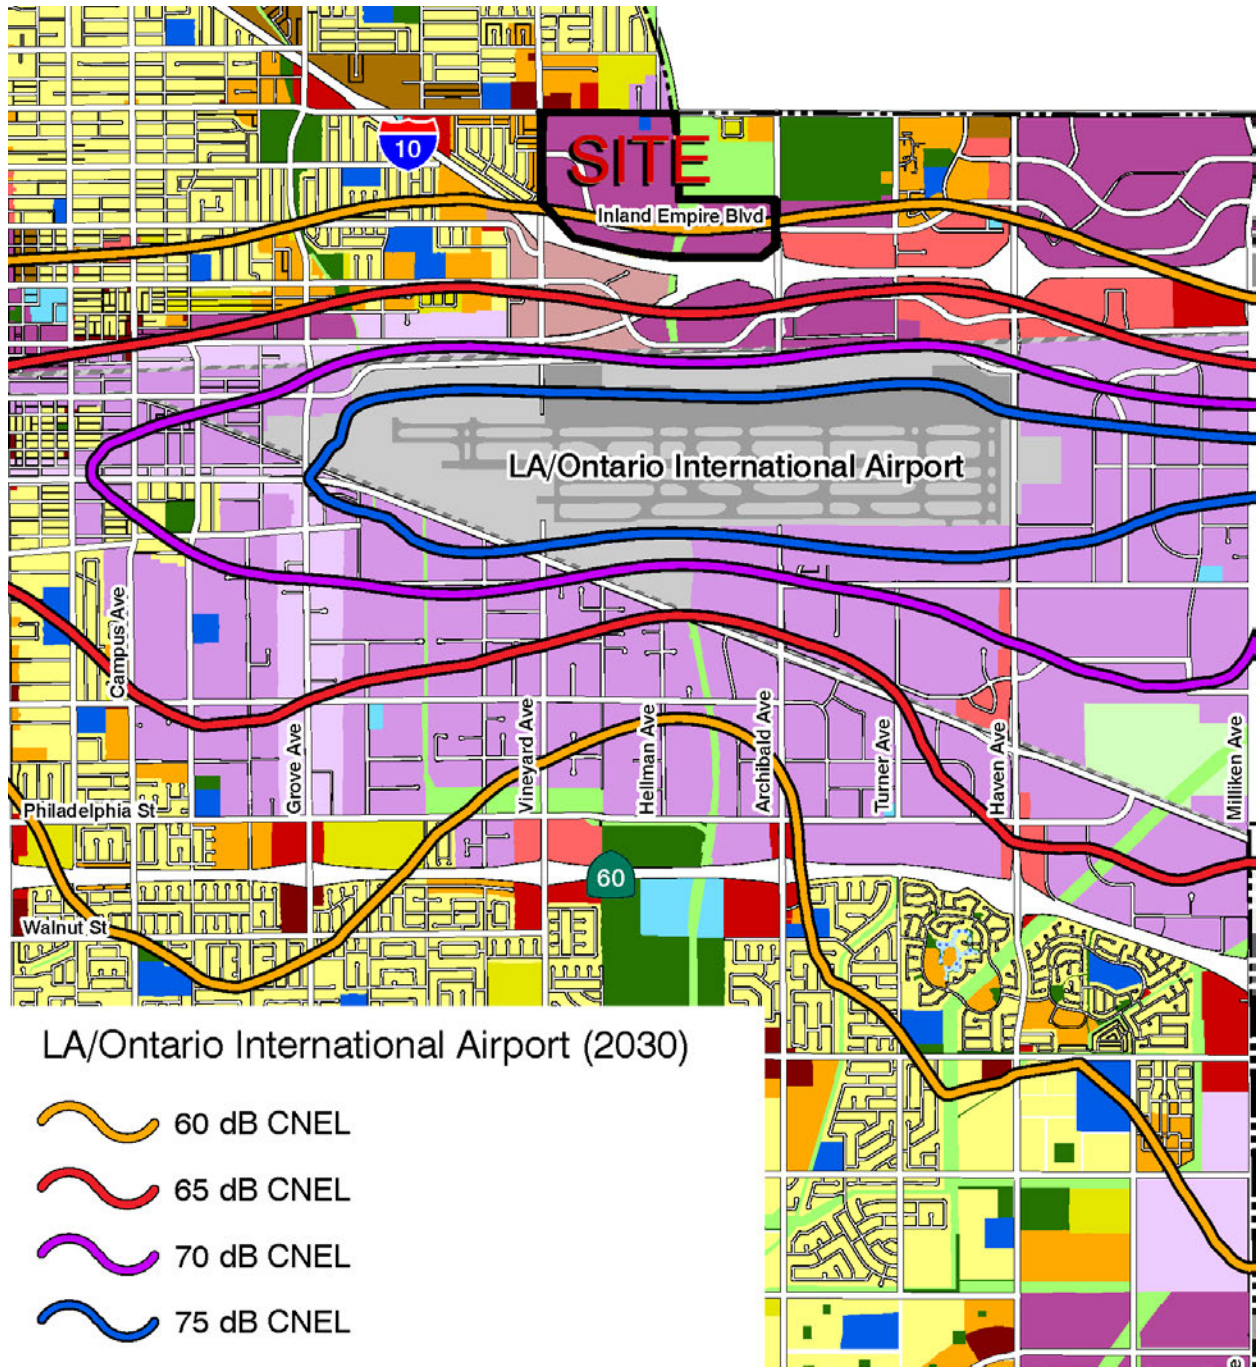 10
SITE
Inland Empire Blvd
LA/Ontario International Airport
Campus Ave
Grove Ave
Vineyard Ave
Hellman Ave
Archibald Ave
Turner Ave
Haven Ave
Milliken Ave
Philadelphia St
60
Walnut St
LA/Ontario International Airport (2030)
60 dB CNEL
65 dB CNEL
70 dB CNEL
75 dB CNEL